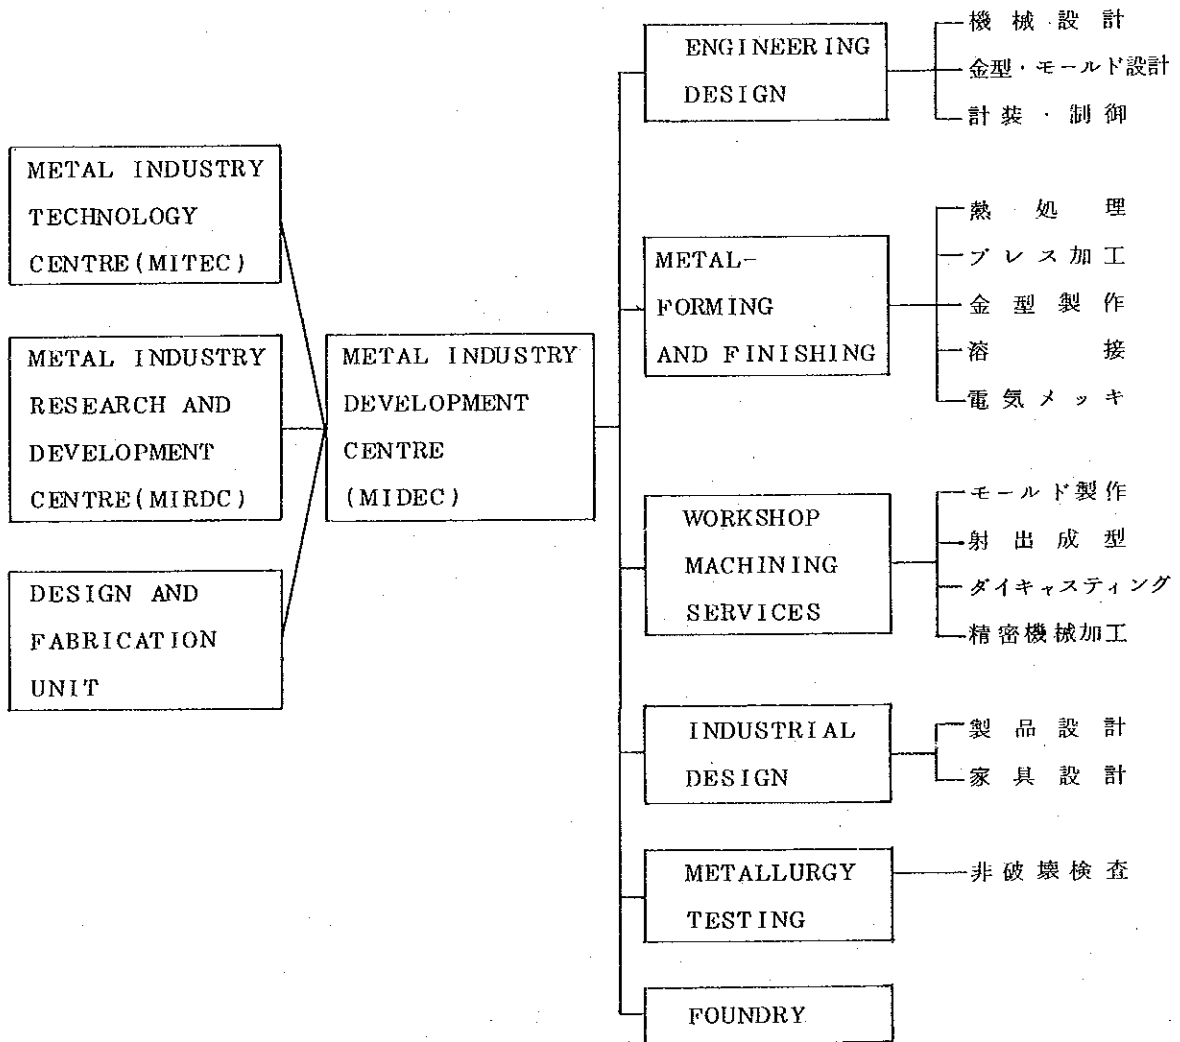 METAL INDUSTRY
TECHNOLOGY
CENTRE(MITEC)
METAL INDUSTRY
RESEARCH AND
DEVELOPMENT
CENTRE(MIRDC)
DESIGN AND
FABRICATION
UNIT
METAL INDUSTRY
DEVELOPMENT
CENTRE
(MIDEC)
ENGINEERING
DESIGN
機械設計
金型・モールド設計
計装・制御
METAL-
FORMING
AND FINISHING
熱処理
プレス加工
金型製作
溶接
電気メッキ
WORKSHOP
MACHINING
SERVICES
モールド製作
射出成型
ダイキャスティング
精密機械加工
INDUSTRIAL
DESIGN
製品設計
家具設計
METALLURGY
TESTING
非破壊検査
FOUNDRY